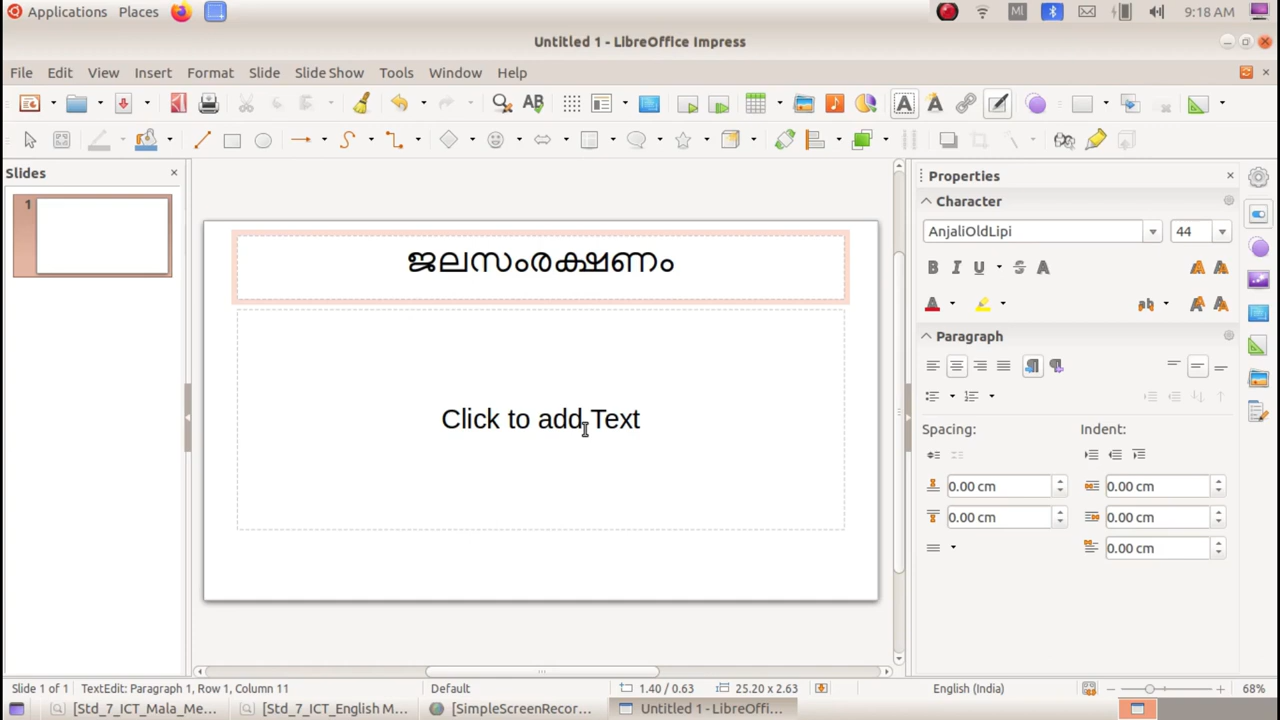 Applications Places Ml 9:18 AM
Untitled 1 - LibreOffice Impress
File Edit View Insert Format Slide Slide Show Tools Window Help
Slides
Properties
1
Character
AnjaliOldLipi 44
ജലസംരക്ഷണം
Paragraph
Click to add Text
Spacing: Indent:
0.00 cm 0.00 cm
0.00 cm 0.00 cm
0.00 cm
Slide 1 of 1 TextEdit: Paragraph 1, Row 1, Column 11 Default 1.40 / 0.63 25.20 x 2.63 English (India) 68%
[Std_7_ICT_Mala_Me... [Std_7_ICT_English M... [SimpleScreenRecor... Untitled 1 - LibreOffi...